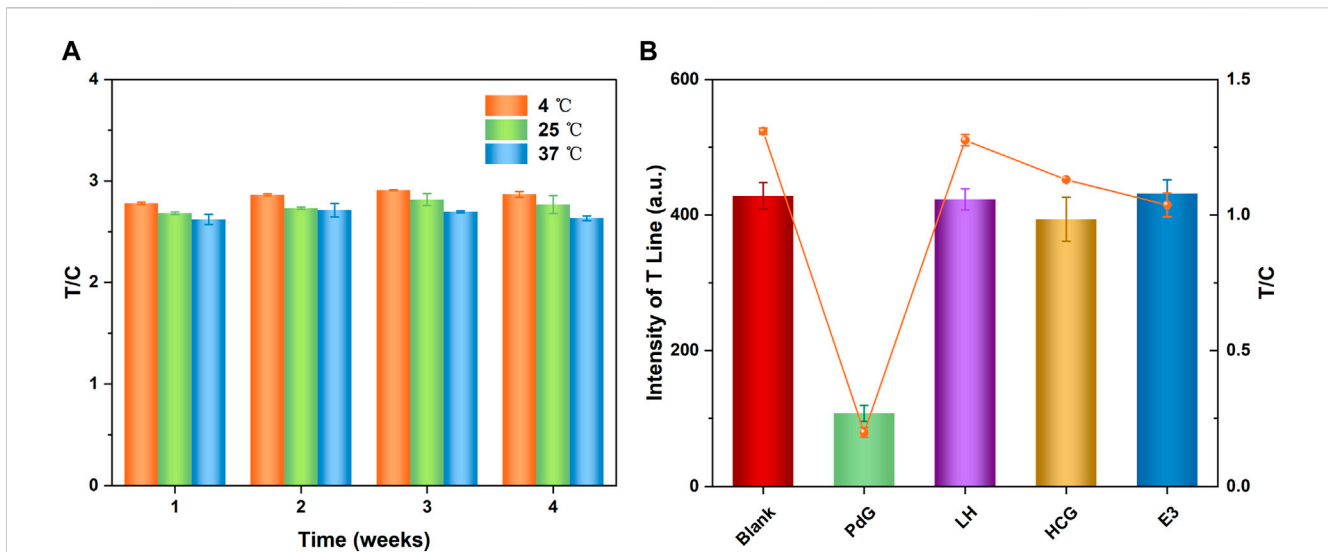 A
T/C
4
3
2
1
0
4 ℃
25 ℃
37 ℃
1 2 3 4
Time (weeks)
B
Intensity of T Line (a.u.)
600
400
200
0
1.5
1.0
0.5
0.0
T/C
Blank PdG LH HCG E3